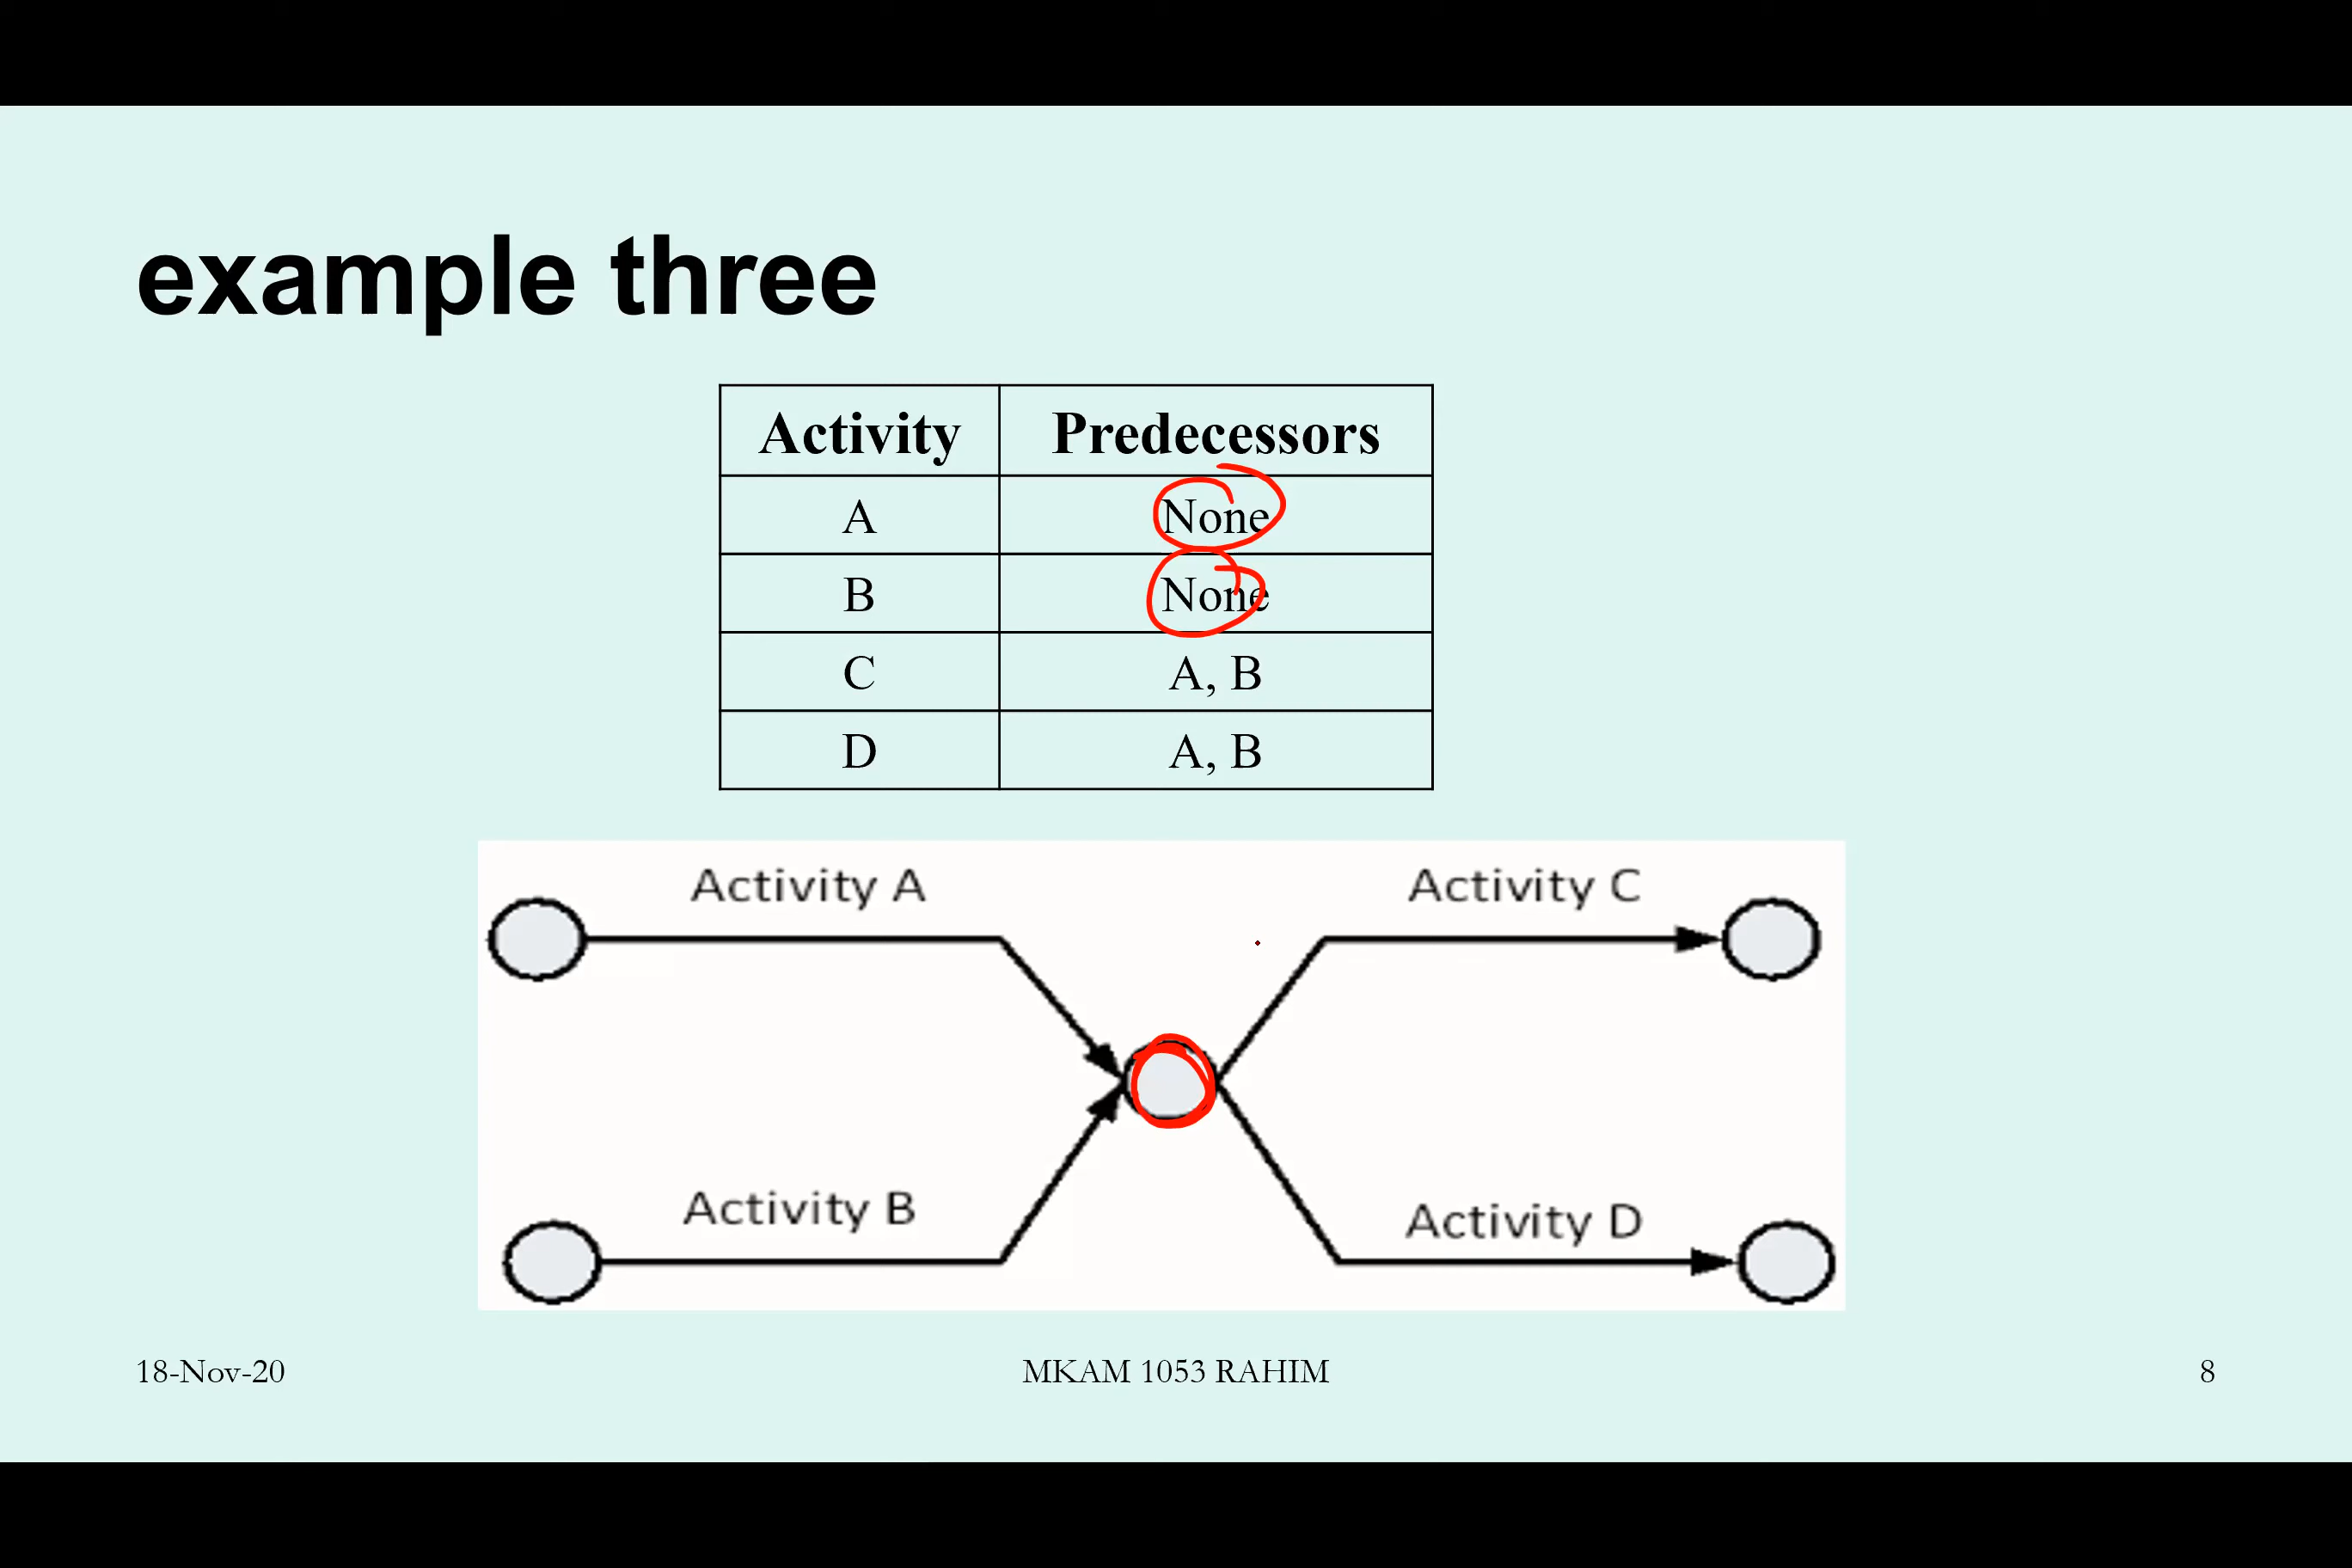 example three
Activity Predecessors
A None
B None
C A, B
D A, B
Activity A Activity C
Activity B Activity D
18-Nov-20 MKAM 1053 RAHIM 8